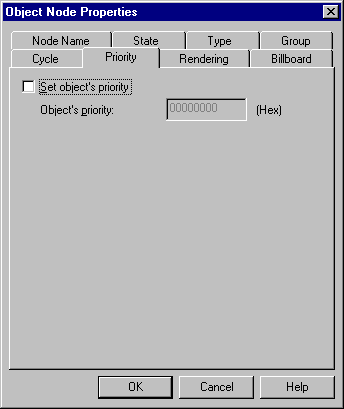 Object Node Properties
Node Name State Type Group
Cycle Priority Rendering Billboard
Set object's priority
Object's priority: 00000000 (Hex)
OK Cancel Help